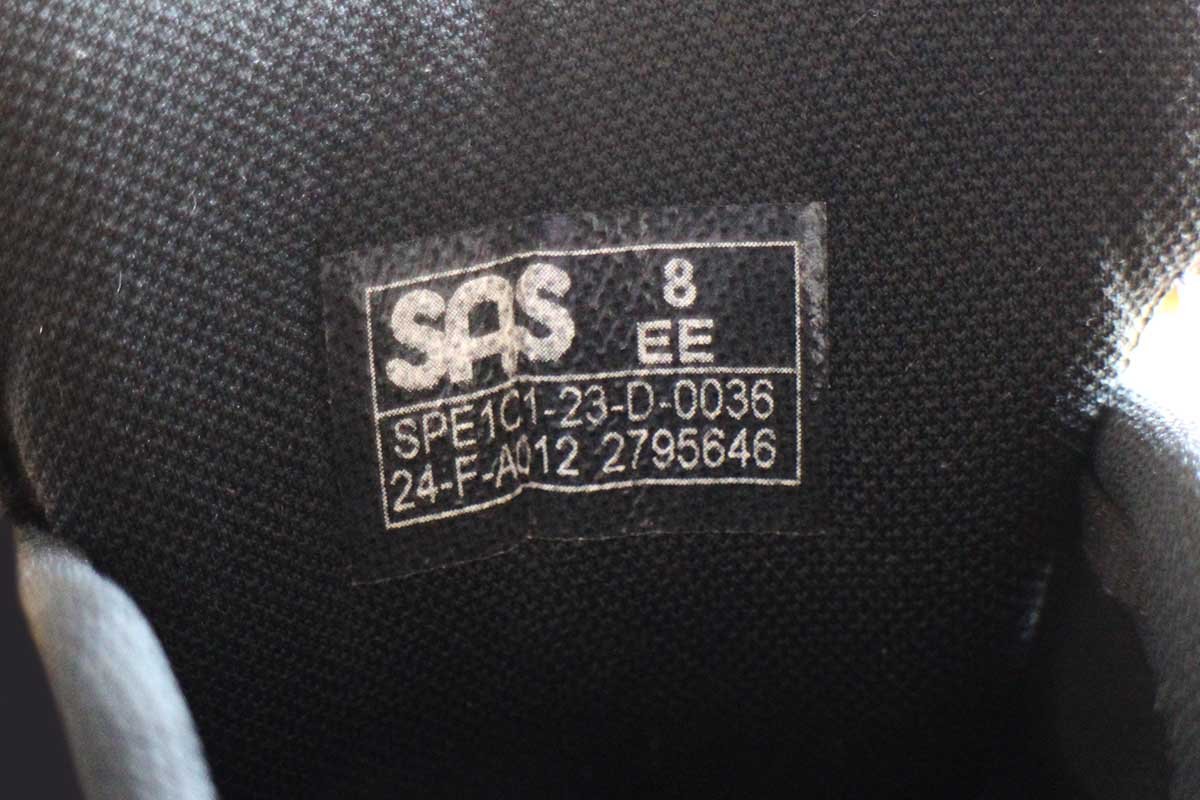 SAS 8
EE
SPE1C1-23-D-0036
24-F-A012 2795646